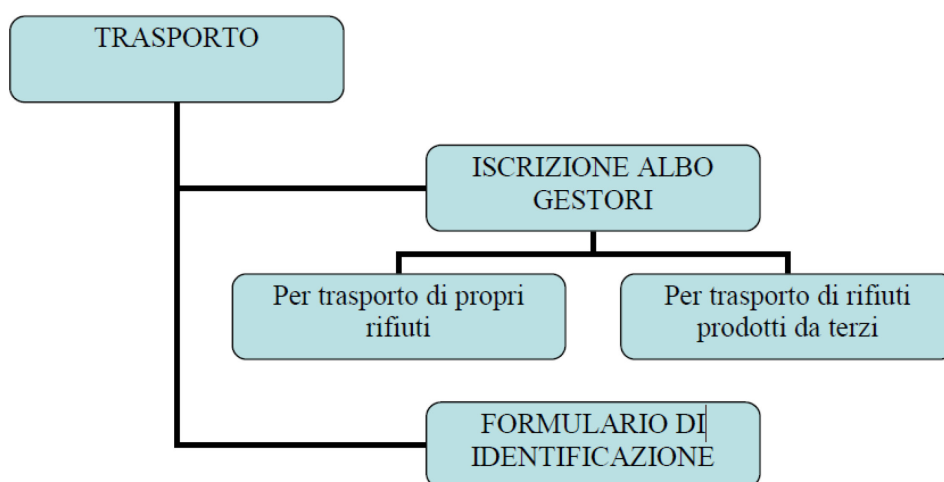 TRASPORTO
ISCRIZIONE ALBO
GESTORI
Per trasporto di propri
rifiuti
Per trasporto di rifiuti
prodotti da terzi
FORMULARIO DI
IDENTIFICAZIONE